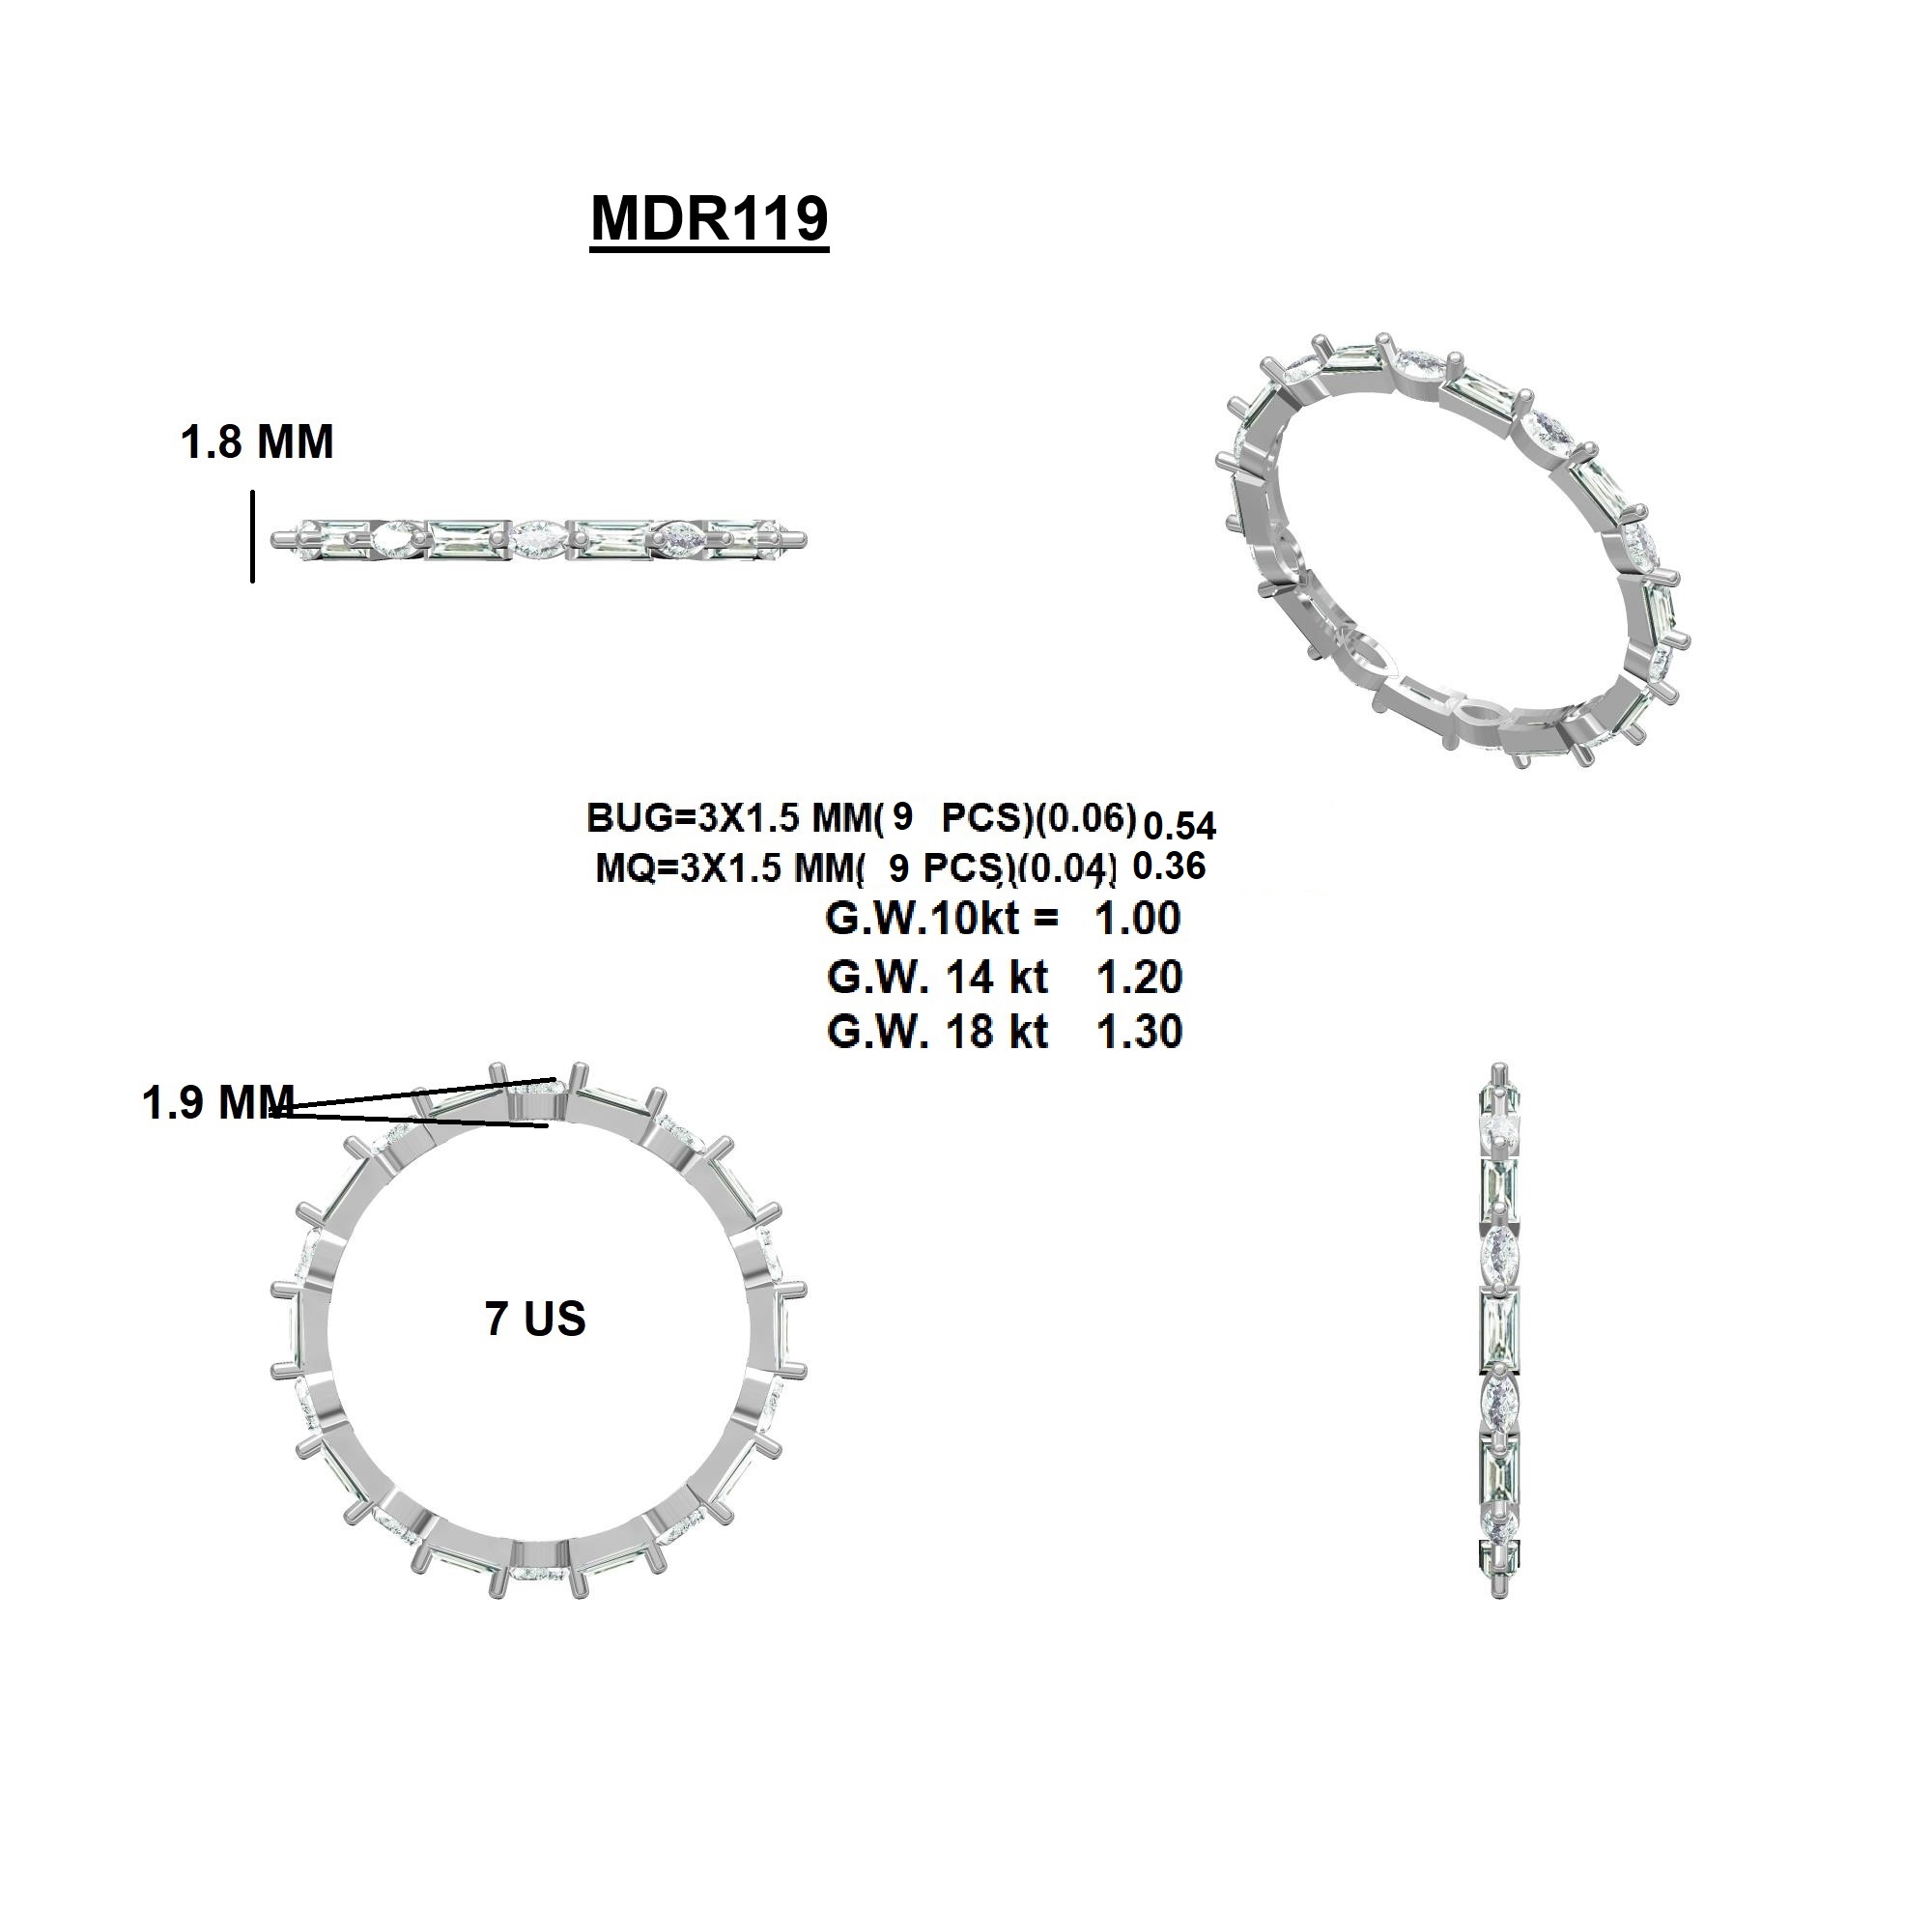 MDR119
1.8 MM
BUG=3X1.5 MM( 9 PCS)(0.06) 0.54
MQ=3X1.5 MM( 9 PCS)(0.04) 0.36
G.W.10kt = 1.00
G.W. 14 kt 1.20
G.W. 18 kt 1.30
1.9 MM
7 US